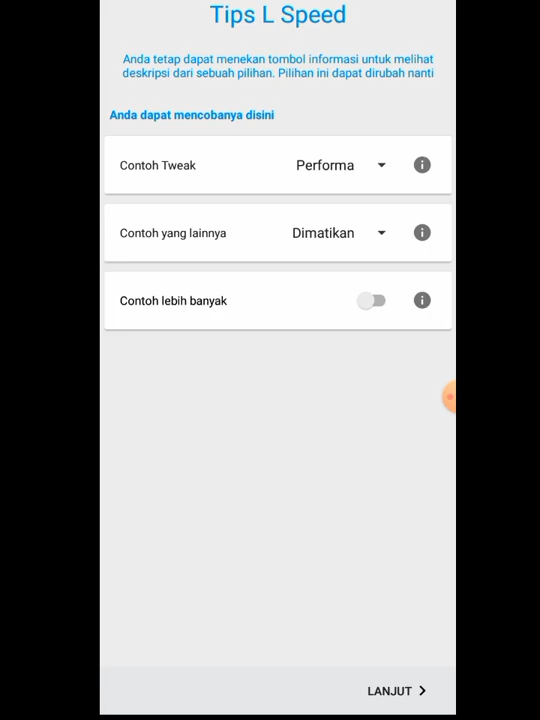 Tips L Speed
Anda tetap dapat menekan tombol informasi untuk melihat
deskripsi dari sebuah pilihan. Pilihan ini dapat dirubah nanti
Anda dapat mencobanya disini
Contoh Tweak Performa
Contoh yang lainnya Dimatikan
Contoh lebih banyak
LANJUT